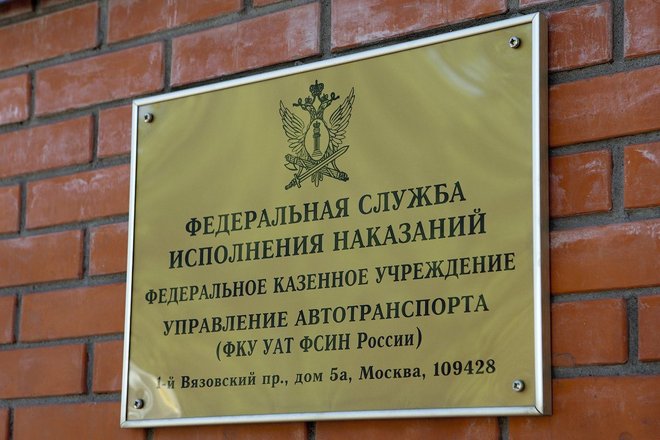 ФЕДЕРАЛЬНАЯ СЛУЖБА
ИСПОЛНЕНИЯ НАКАЗАНИЙ
ФЕДЕРАЛЬНОЕ КАЗЕННОЕ УЧРЕЖДЕНИЕ
УПРАВЛЕНИЕ АВТОТРАНСПОРТА
(ФКУ УАТ ФСИН России)
1-й Вязовский пр., дом 5а, Москва, 109428